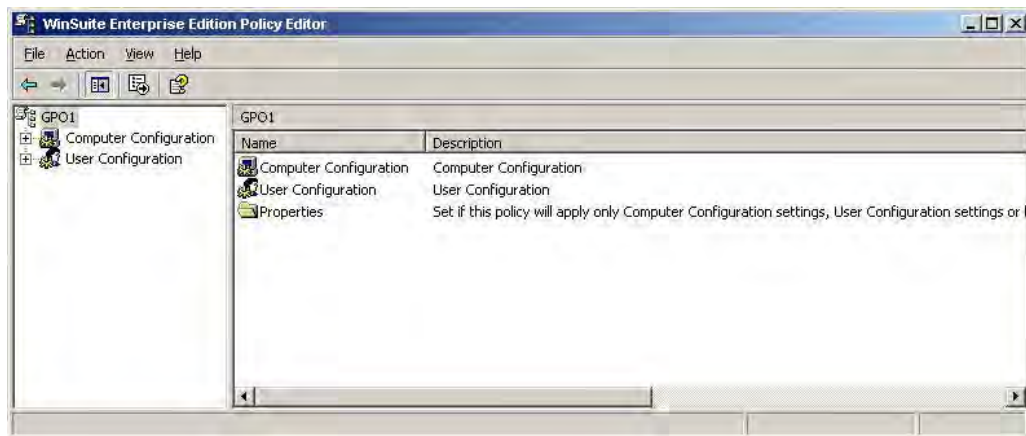 WinSuite Enterprise Edition Policy Editor
File Action View Help
GPO1
Computer Configuration
User Configuration
GPO1
Name Description
Computer Configuration Computer Configuration
User Configuration User Configuration
Properties Set if this policy will apply only Computer Configuration settings, User Configuration settings or